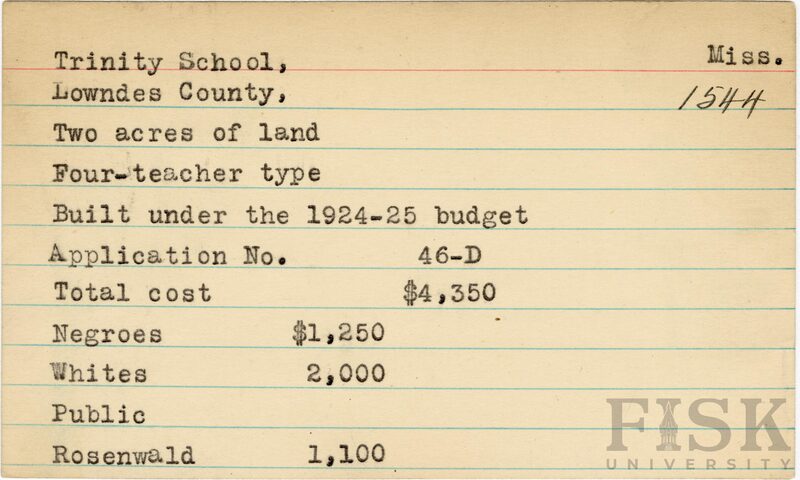 Trinity School, Miss.
Lowndes County, 1544
Two acres of land
Four-teacher type
Built under the 1924-25 budget
Application No. 46-D
Total cost $4,350
Negroes $1,250
Whites 2,000
Public
Rosenwald 1,100
FISK
UNIVERSITY